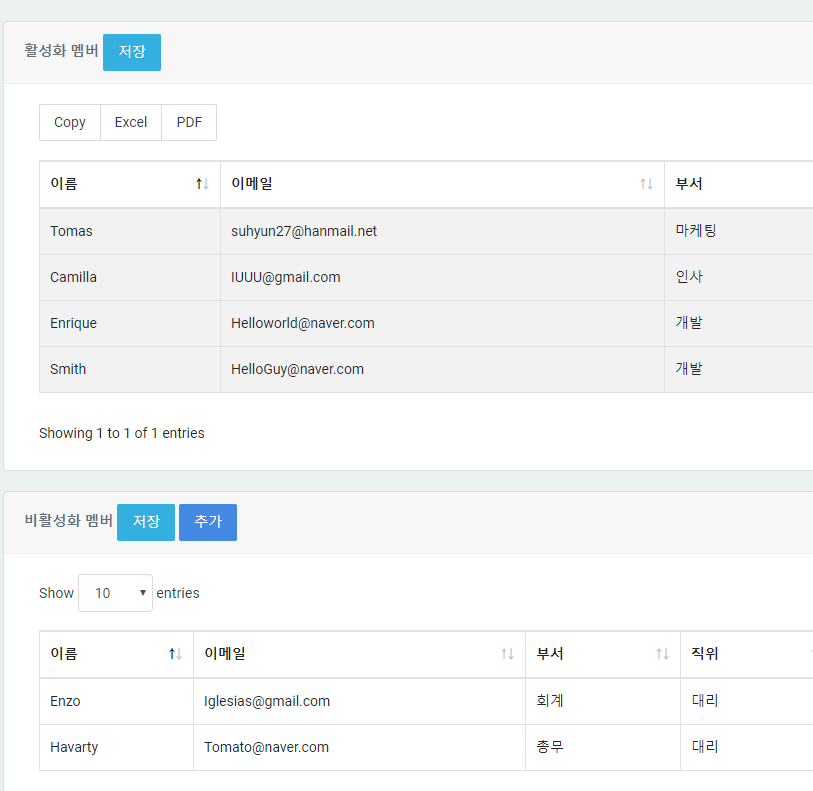 활성화 멤버 저장
Copy Excel PDF
이름 이메일 부서
Tomas suhyun27@hanmail.net 마케팅
Camilla IUUU@gmail.com 인사
Enrique Helloworld@naver.com 개발
Smith HelloGuy@naver.com 개발
Showing 1 to 1 of 1 entries
비활성화 멤버 저장 추가
Show 10 entries
이름 이메일 부서 직위
Enzo Iglesias@gmail.com 회계 대리
Havarty Tomato@naver.com 총무 대리